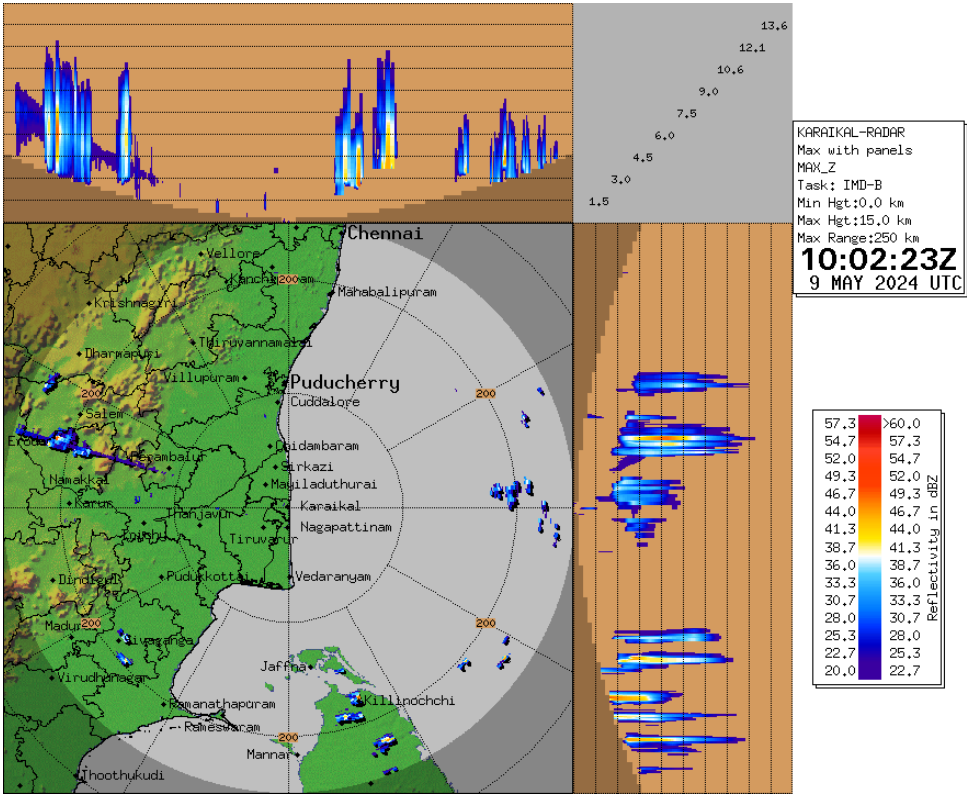 13.6
12.1
10.6
9.0
7.5
6.0
4.5
3.0
1.5
KARAIKAL-RADAR
Max with panels
MAX_Z
Task: IMD-B
Min Hgt:0.0 km
Max Hgt:15.0 km
Max Range:250 km
10:02:23Z
9 MAY 2024 UTC
Chennai
Vellore
200
Mahabalipuram
Krishnagiri
Thiruvannamalai
Dharmapuri
Villupuram
Puducherry
200
200
Cuddalore
Salem
Chidambaram
Perambalur
Sirkazi
Namakkal
Mayiladuthurai
Karur
Karaikal
Thanjavur
Nagapattinam
Tiruvarur
Dindigul
Pudukkottai
Vedaranyam
200
200
Sivaganga
Jaffna
Virudhunagar
Ramanathapuram
Killinochchi
Rameswaram
200
Mannar
Thoothukudi
57.3 >60.0
54.7 57.3
52.0 54.7
49.3 52.0
46.7 49.3
44.0 46.7
41.3 44.0
38.7 41.3
36.0 38.7
33.3 36.0
30.7 33.3
28.0 30.7
25.3 28.0
22.7 25.3
20.0 22.7
Reflectivity in dBZ